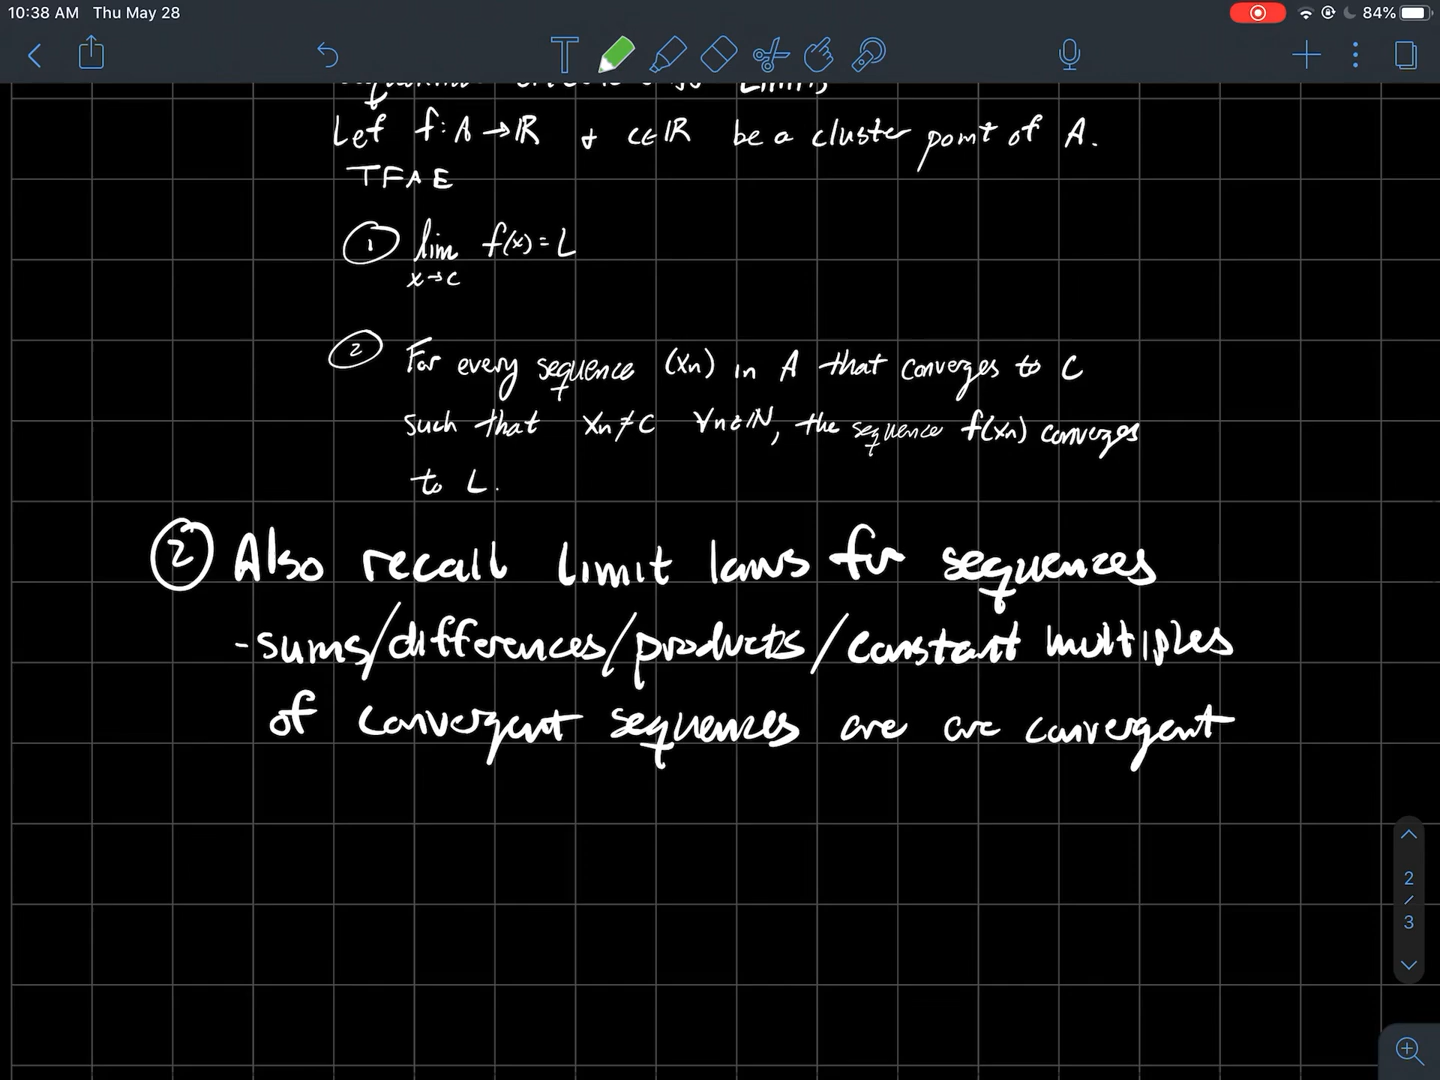 10:38 AM Thu May 28
84%
Limits
Let f: A → ℝ & c∈ℝ be a cluster point of A.
TFAE
① lim f(x) = L
x→c
② For every sequence (xn) in A that converges to c
such that xn ≠ c ∀n∈ℕ, the sequence f(xn) converges
to L.
② Also recall limit laws for sequences
-sums/differences/products/constant multiples
of convergent sequences are are convergent
2
/
3